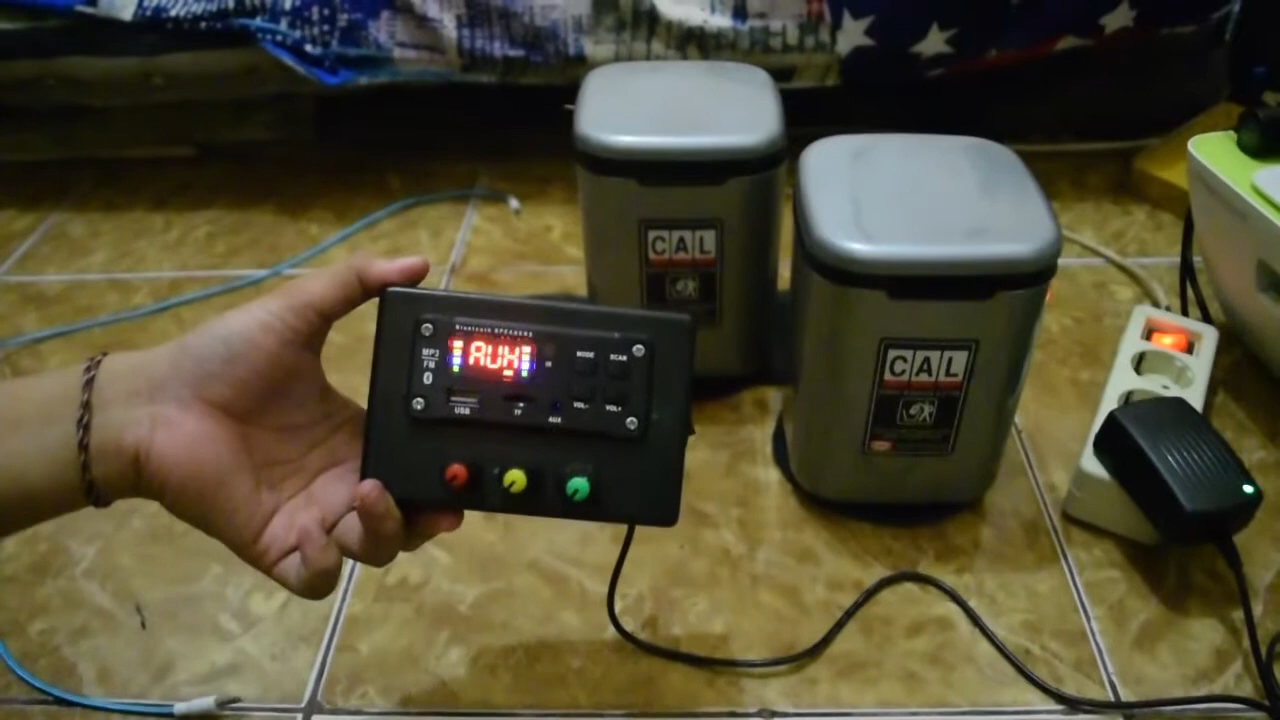 CAL
CAL
Bluetooth SPEAKERS
MP3
FM
AUX
MODE
SCAN
USB
TF
AUX
VOL-
VOL+